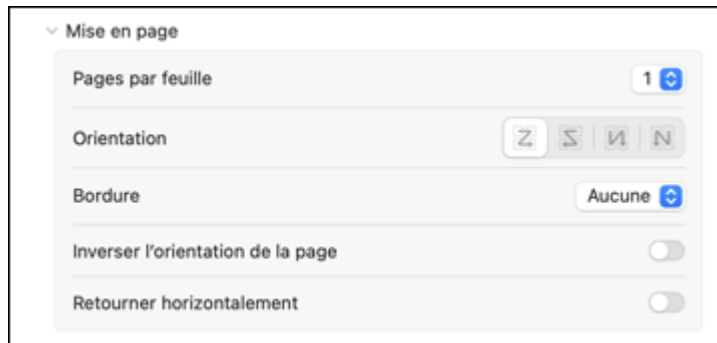 Mise en page
Pages par feuille 1
Orientation
Bordure Aucune
Inverser l'orientation de la page
Retourner horizontalement